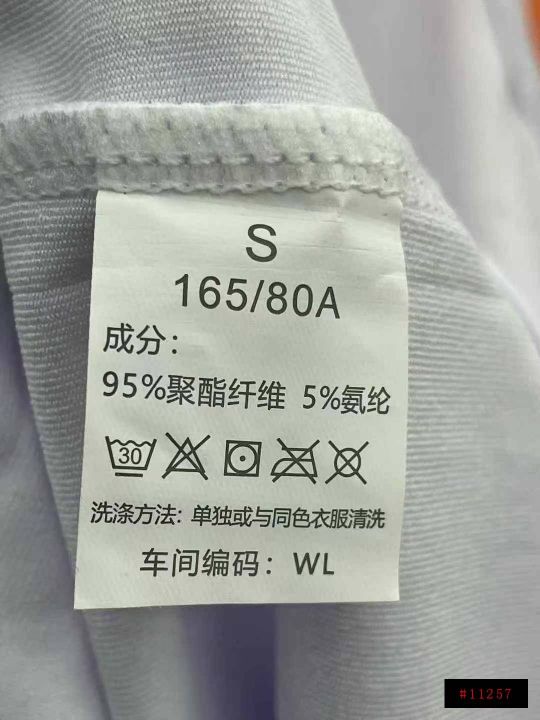 S
165/80A
成分：
95%聚酯纤维 5%氨纶
30
洗涤方法：单独或与同色衣服清洗
车间编码：WL
#11257